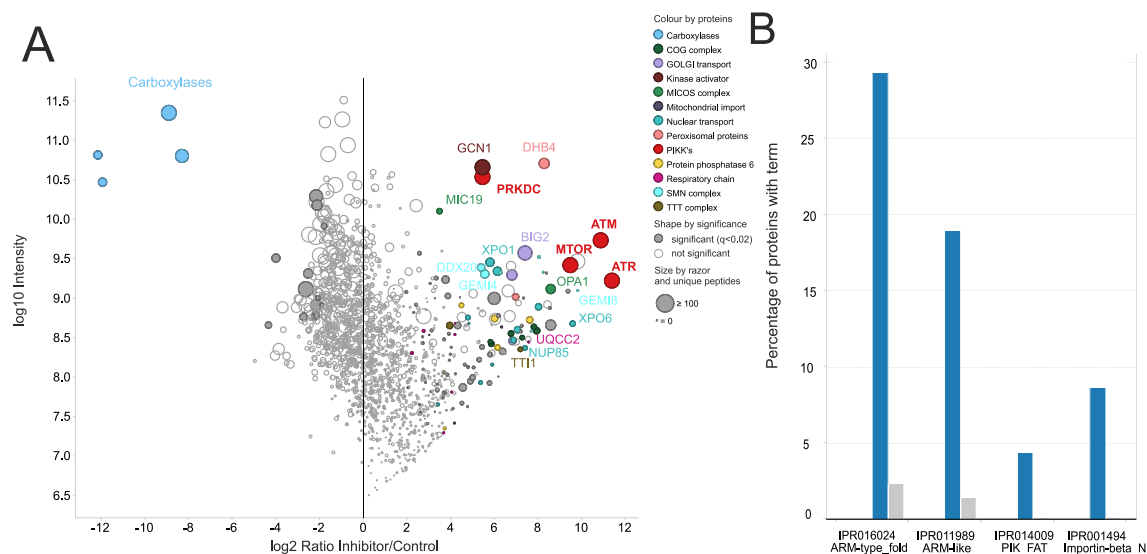 A
B
Carboxylases
GCN1
DHB4
PRKDC
MIC19
ATM
BIG2
XPO1
MTOR
DDX20
ATR
OPA1
GEMI4
GEMI8
XPO6
UQCC2
NUP85
TTI1
log10 Intensity
11.5
11.0
10.5
10.0
9.5
9.0
8.5
8.0
7.5
7.0
6.5
-12
-10
-8
-6
-4
-2
0
2
4
6
8
10
12
log2 Ratio Inhibitor/Control
Colour by proteins
Carboxylases
COG complex
GOLGI transport
Kinase activator
MICOS complex
Mitochondrial import
Nuclear transport
Peroxisomal proteins
PIKK's
Protein phosphatase 6
Respiratory chain
SMN complex
TTT complex
Shape by significance
significant (q<0.02)
not significant
Size by razor
and unique peptides
≥ 100
= 0
Percentage of proteins with term
30
25
20
15
10
5
0
IPR016024
ARM-type_fold
IPR011989
ARM-like
IPR014009
PIK_FAT
IPR001494
Importin-beta_N